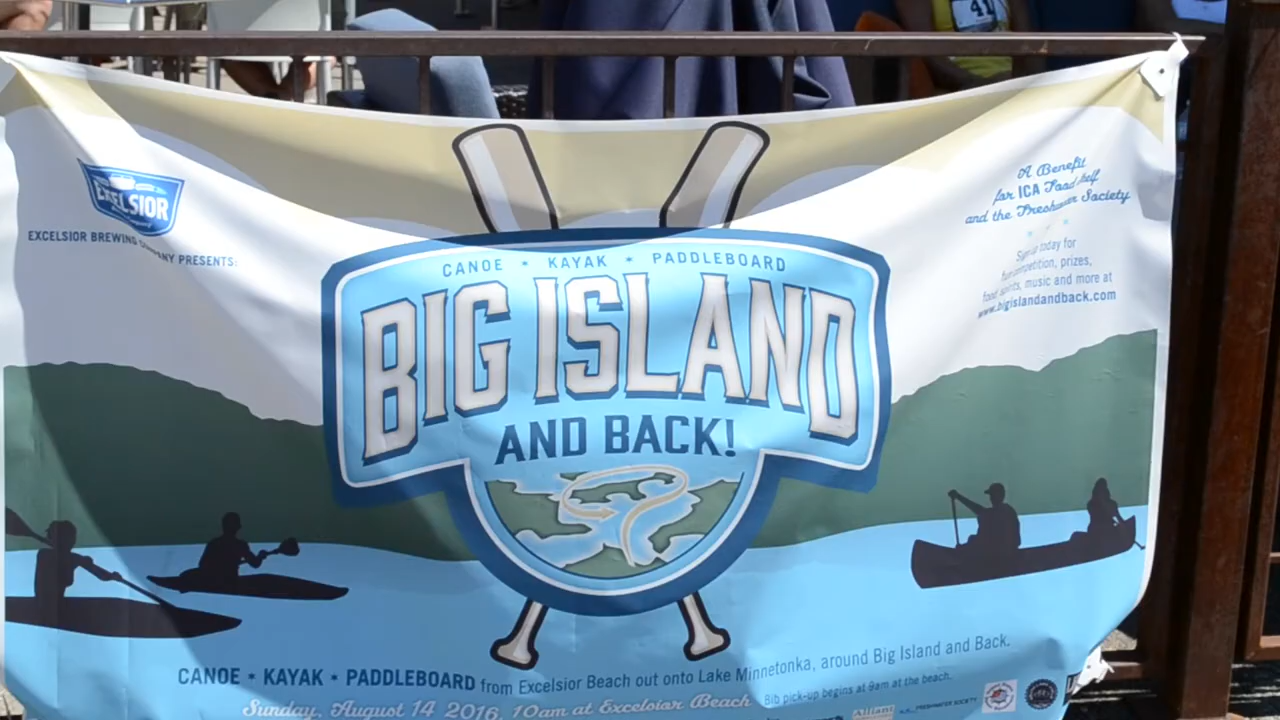 41
EXCELSIOR
EXCELSIOR BREWING COMPANY PRESENTS:
A Benefit
for ICA Food Shelf
and the Freshwater Society
Sign up today for
fun competition, prizes,
food, spirits, music and more at
www.bigislandandback.com
CANOE • KAYAK • PADDLEBOARD
BIG ISLAND
AND BACK!
CANOE • KAYAK • PADDLEBOARD from Excelsior Beach out onto Lake Minnetonka, around Big Island and Back.
Sunday, August 14 2016, 10am at Excelsior Beach Bib pick-up begins at 9am at the beach.
FRESHWATER SOCIETY